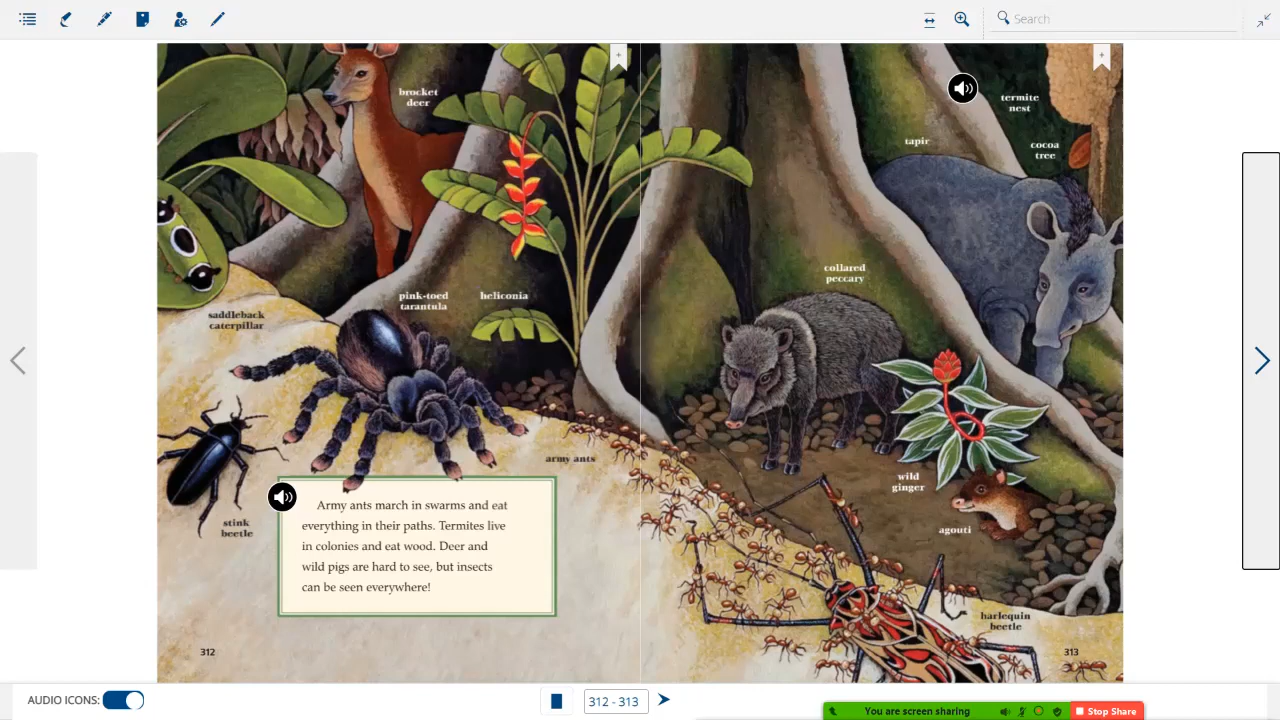 Search
brocket
deer
termite
nest
tapir
cocoa
tree
collared
peccary
pink-toed
tarantula
heliconia
saddleback
caterpillar
army ants
wild
ginger
Army ants march in swarms and eat
everything in their paths. Termites live
in colonies and eat wood. Deer and
wild pigs are hard to see, but insects
can be seen everywhere!
stink
beetle
agouti
harlequin
beetle
312
313
AUDIO ICONS:
312 - 313
You are screen sharing
Stop Share